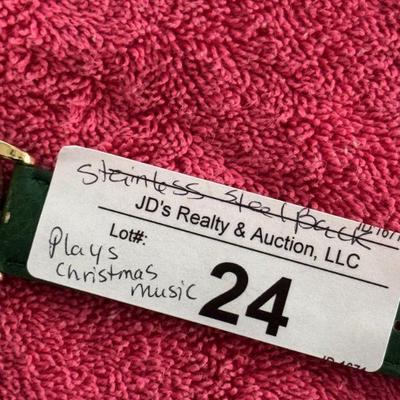 Stainless Steel Back
JD's Realty & Auction, LLC
Lot#:
24
Plays
Christmas
music